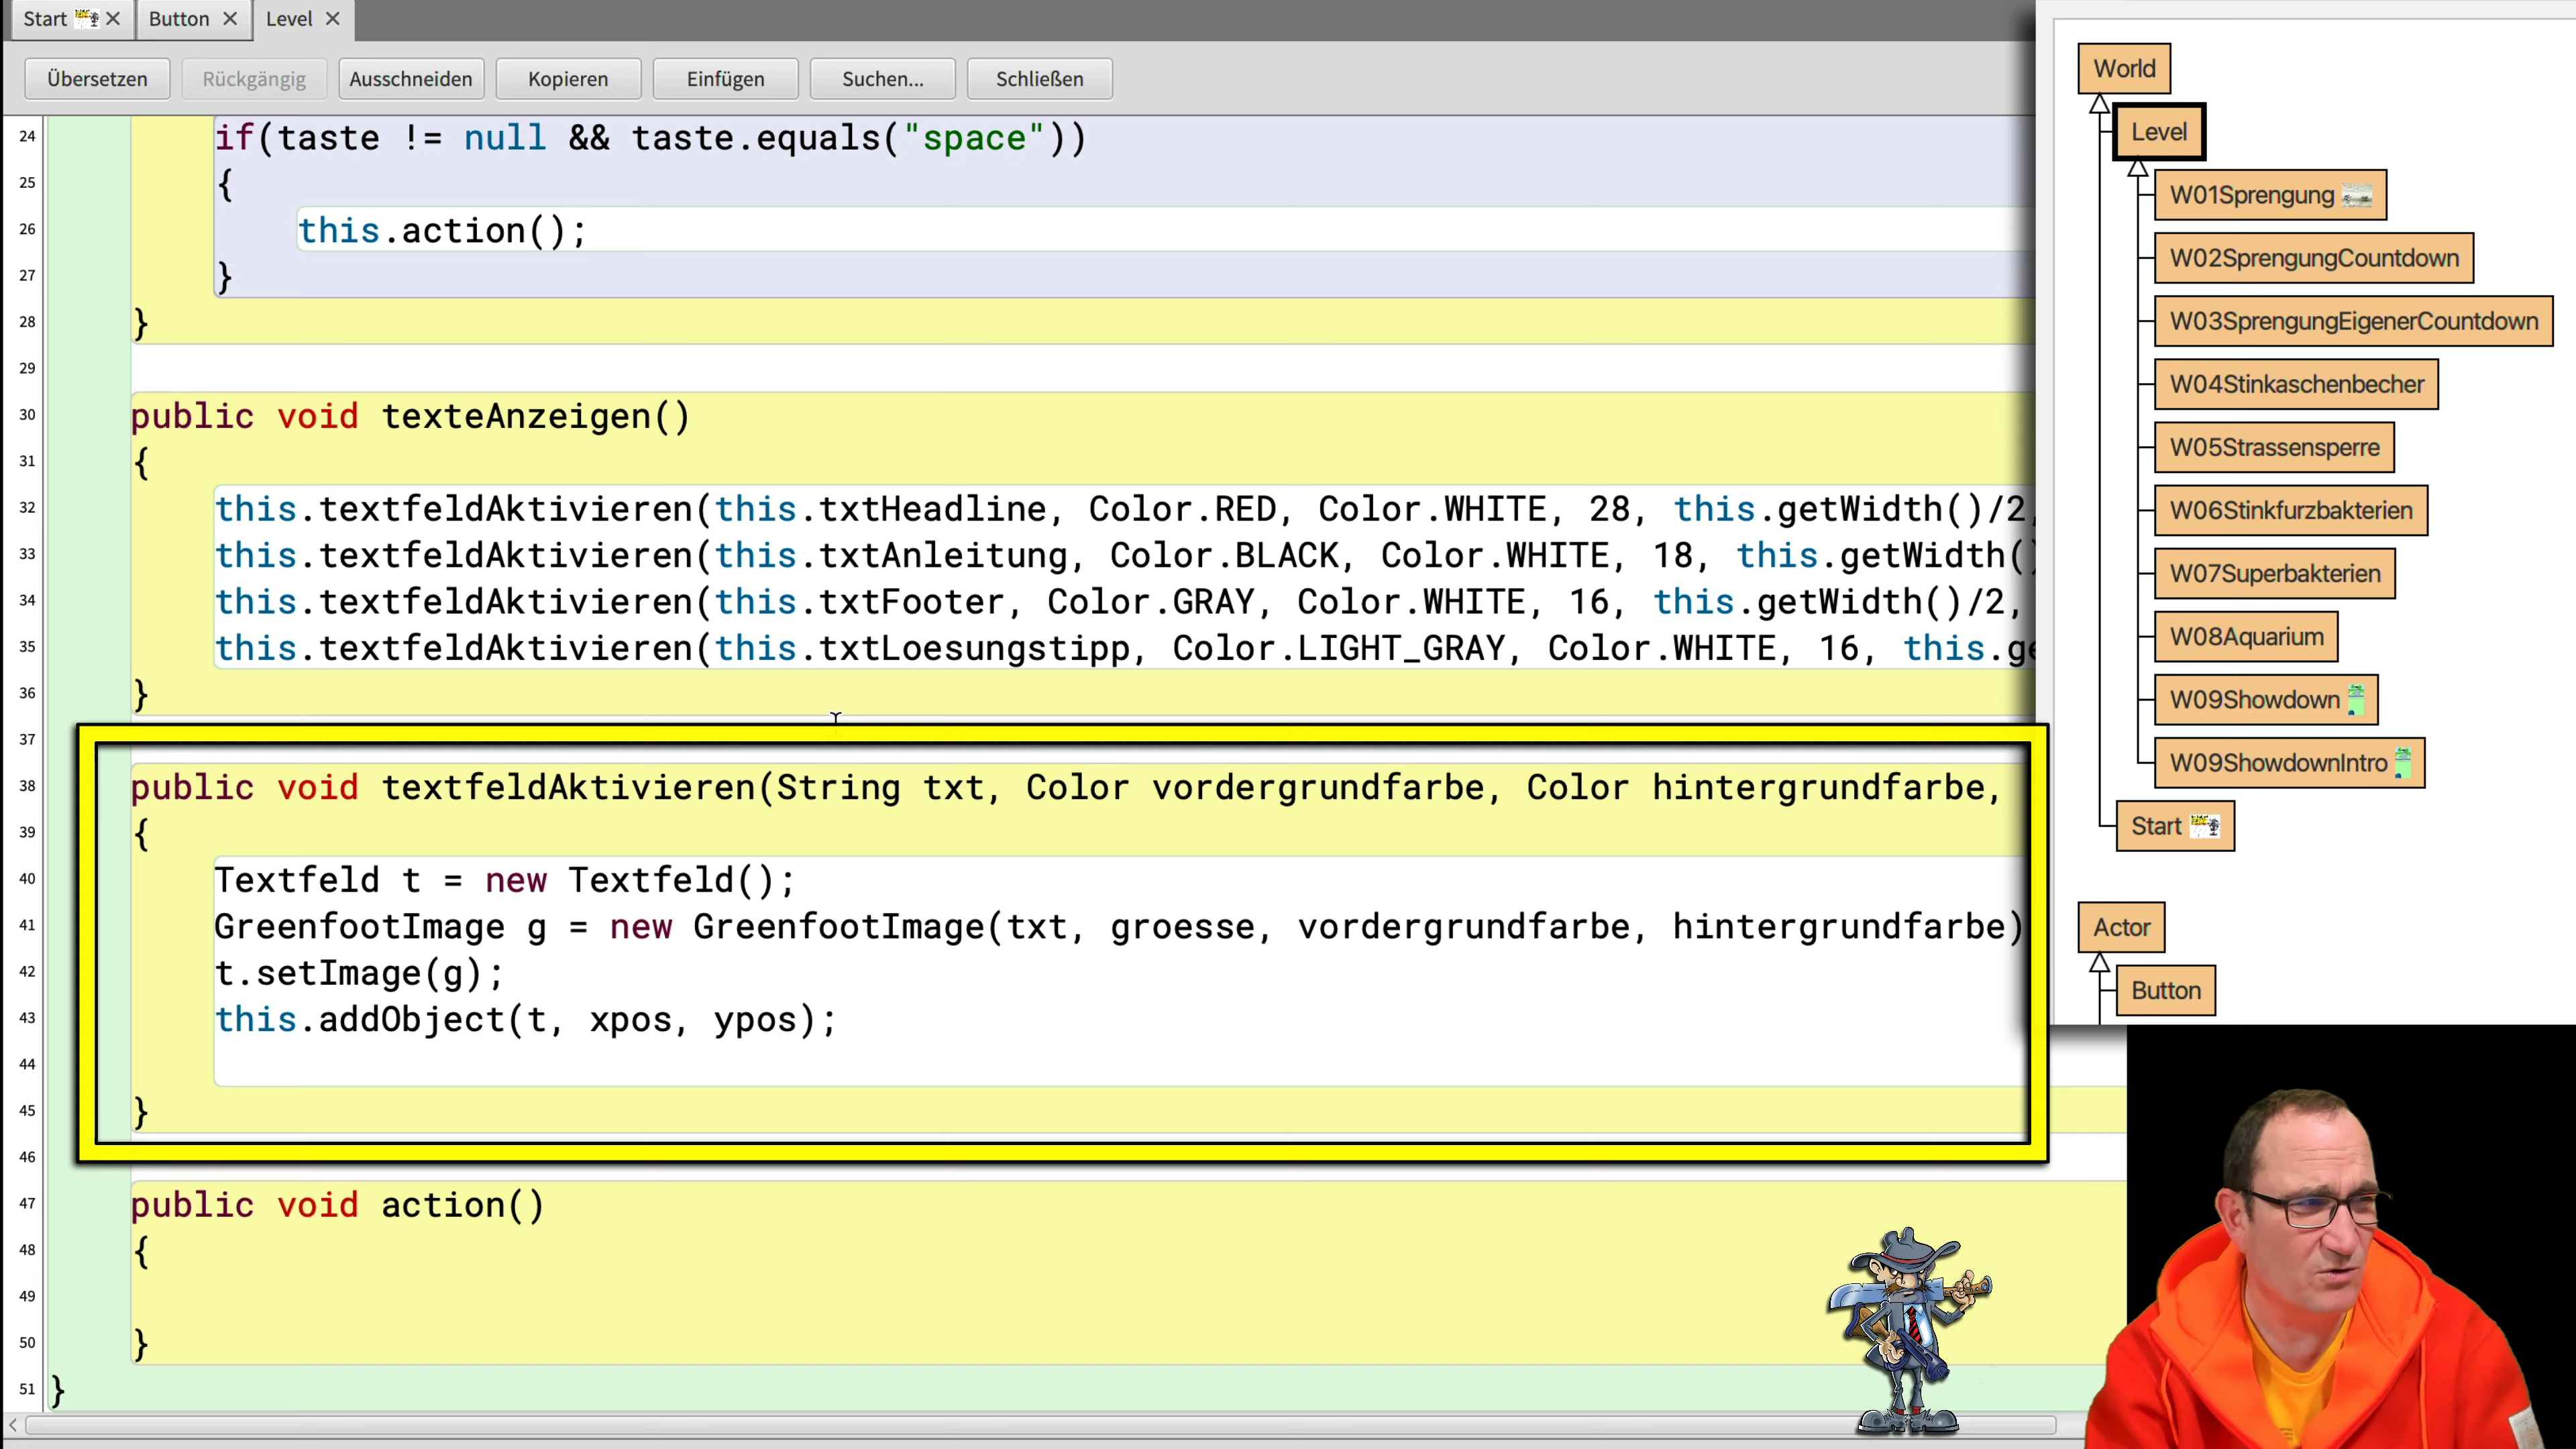 Start
Button
Level
Übersetzen
Rückgängig
Ausschneiden
Kopieren
Einfügen
Suchen...
Schließen
24 if(taste != null && taste.equals("space"))
25 {
26 this.action();
27 }
28 }
29
30 public void texteAnzeigen()
31 {
32 this.textfeldAktivieren(this.txtHeadline, Color.RED, Color.WHITE, 28, this.getWidth()/2,
33 this.textfeldAktivieren(this.txtAnleitung, Color.BLACK, Color.WHITE, 18, this.getWidth()
34 this.textfeldAktivieren(this.txtFooter, Color.GRAY, Color.WHITE, 16, this.getWidth()/2,
35 this.textfeldAktivieren(this.txtLoesungstipp, Color.LIGHT_GRAY, Color.WHITE, 16, this.ge
36 }
37
38 public void textfeldAktivieren(String txt, Color vordergrundfarbe, Color hintergrundfarbe,
39 {
40 Textfeld t = new Textfeld();
41 GreenfootImage g = new GreenfootImage(txt, groesse, vordergrundfarbe, hintergrundfarbe)
42 t.setImage(g);
43 this.addObject(t, xpos, ypos);
44
45 }
46
47 public void action()
48 {
49
50 }
51 }
World
Level
W01Sprengung
W02SprengungCountdown
W03SprengungEigenerCountdown
W04Stinkaschenbecher
W05Strassensperre
W06Stinkfurzbakterien
W07Superbakterien
W08Aquarium
W09Showdown
W09ShowdownIntro
Start
Actor
Button